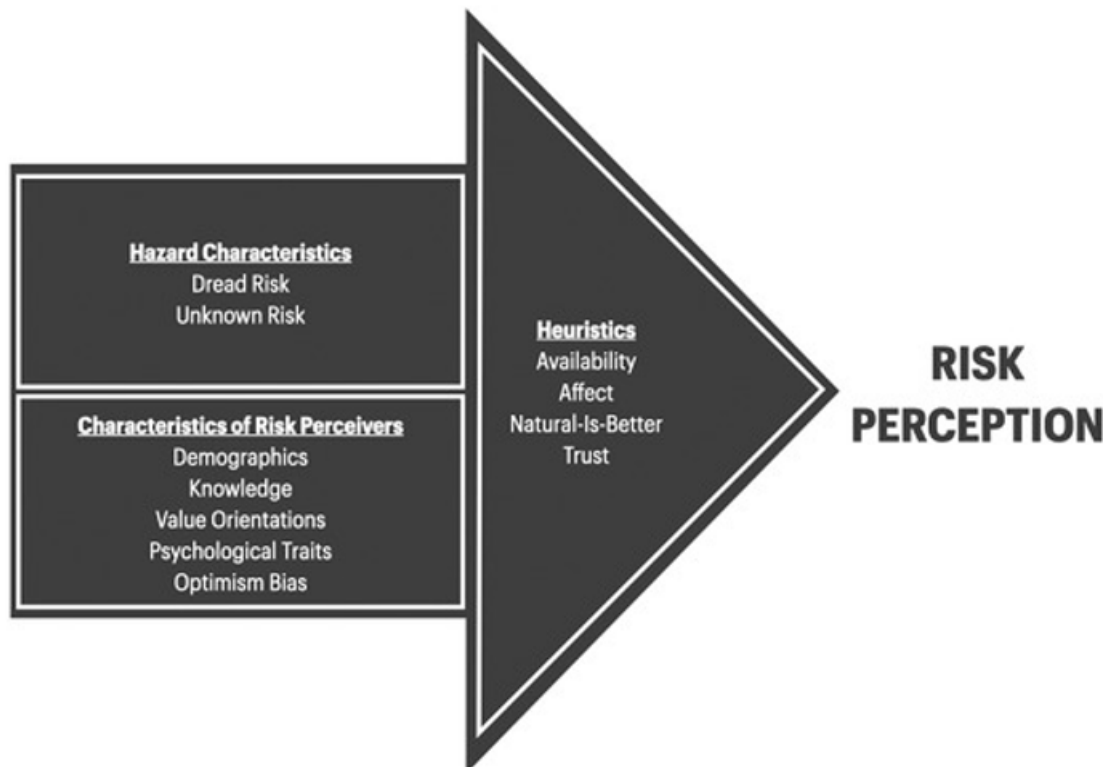 Hazard Characteristics
Dread Risk
Unknown Risk
Characteristics of Risk Perceivers
Demographics
Knowledge
Value Orientations
Psychological Traits
Optimism Bias
Heuristics
Availability
Affect
Natural-Is-Better
Trust
RISK
PERCEPTION